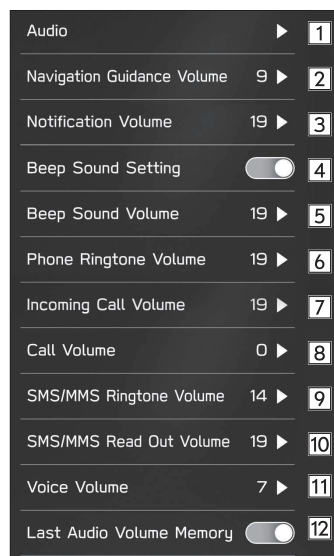 Audio ▶ 1
Navigation Guidance Volume 9 ▶ 2
Notification Volume 19 ▶ 3
Beep Sound Setting 4
Beep Sound Volume 19 ▶ 5
Phone Ringtone Volume 19 ▶ 6
Incoming Call Volume 19 ▶ 7
Call Volume 0 ▶ 8
SMS/MMS Ringtone Volume 14 ▶ 9
SMS/MMS Read Out Volume 19 ▶ 10
Voice Volume 7 ▶ 11
Last Audio Volume Memory 12